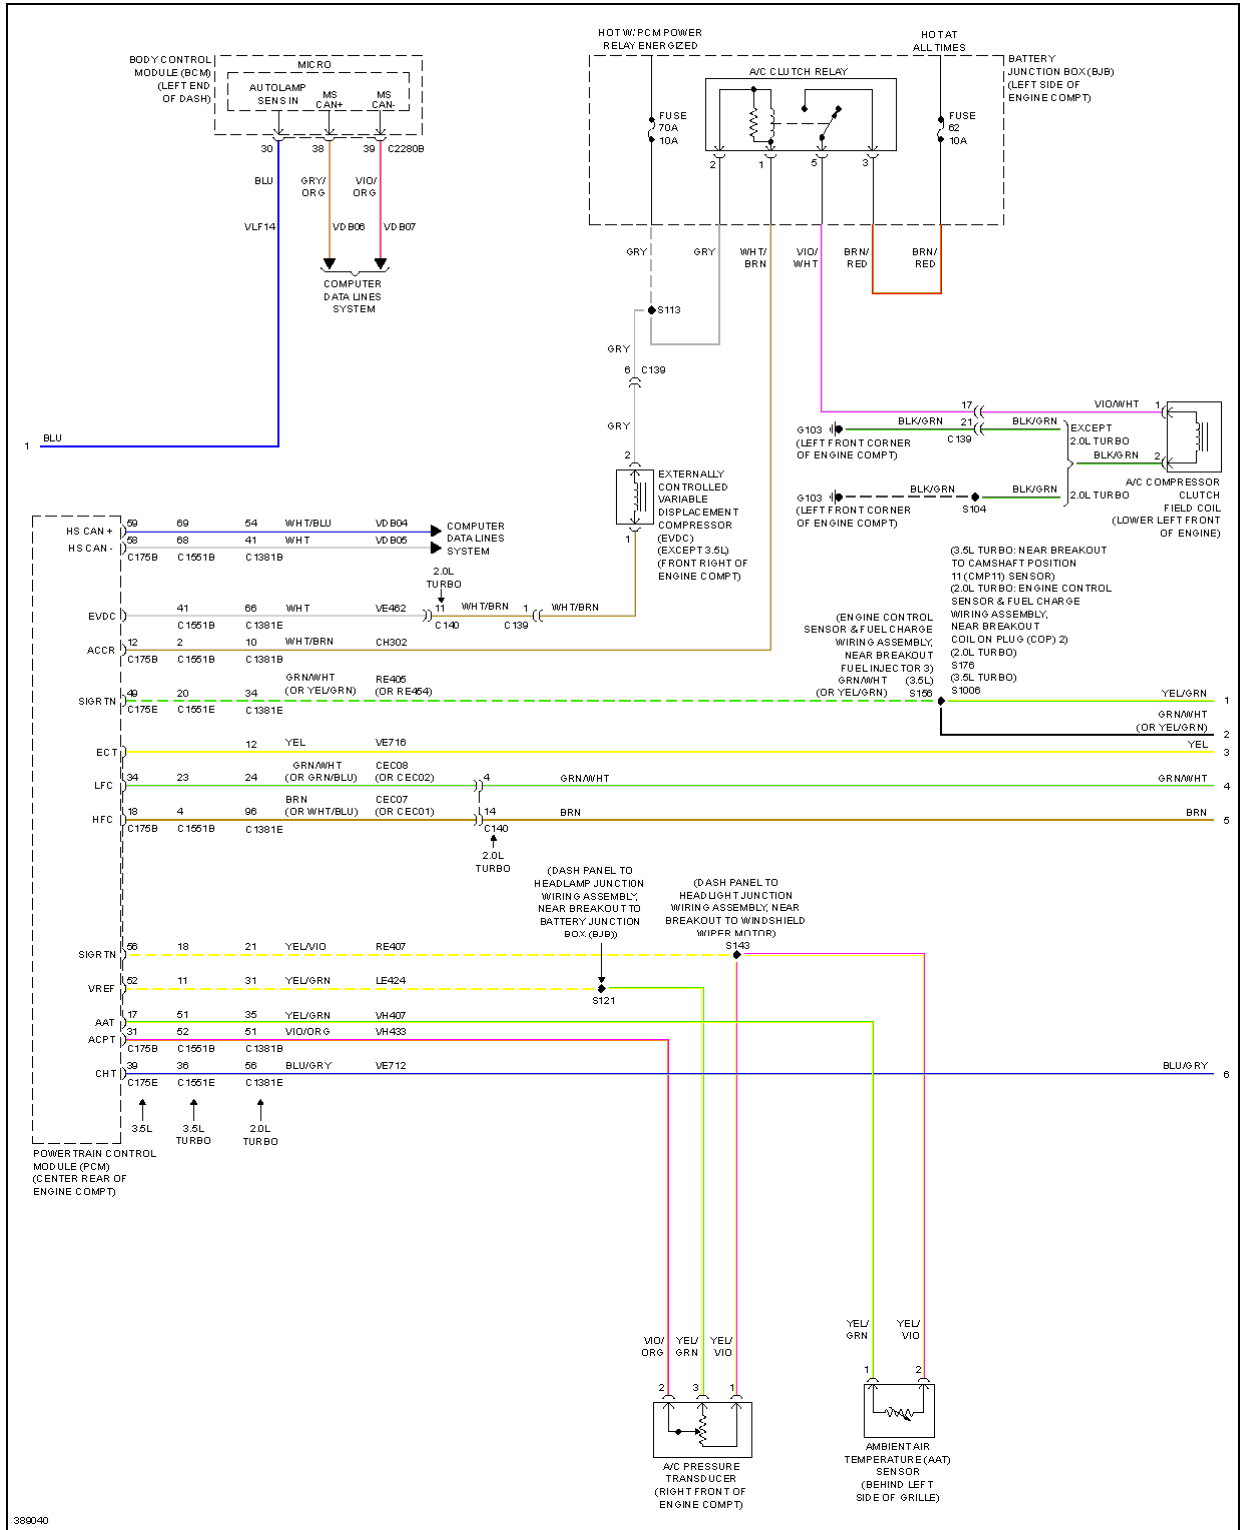 HOT W/ PCM POWER
RELAY ENERGIZED
HOT AT
ALL TIMES
BODY CONTROL
MODULE (BCM)
(LEFT END
OF DASH)
MICRO
AUTOLAMP
SENS IN
MS
CAN+
MS
CAN-
30
38
39
C2280B
BLU
GRY/
ORG
VIO/
ORG
VLF14
VDB06
VDB07
COMPUTER
DATA LINES
SYSTEM
A/C CLUTCH RELAY
BATTERY
JUNCTION BOX (BJB)
(LEFT SIDE OF
ENGINE COMPT)
FUSE
70A
10A
FUSE
62
10A
2
1
5
3
GRY
GRY
WHT/
BRN
VIO/
WHT
BRN/
RED
BRN/
RED
S113
GRY
6 C139
GRY
2
1
EXTERNALLY
CONTROLLED
VARIABLE
DISPLACEMENT
COMPRESSOR
(EVDC)
(EXCEPT 3.5L)
(FRONT RIGHT OF
ENGINE COMPT)
1 BLU
17 VIO/WHT 1
G103 BLK/GRN 21 BLK/GRN
(LEFT FRONT CORNER
OF ENGINE COMPT)
C139
EXCEPT
2.0L TURBO
BLK/GRN 2
G103 BLK/GRN BLK/GRN
(LEFT FRONT CORNER
OF ENGINE COMPT)
S104
2.0L TURBO
A/C COMPRESSOR
CLUTCH
FIELD COIL
(LOWER LEFT FRONT
OF ENGINE)
HS CAN + 59 69 54 WHT/BLU VDB04
HS CAN - 58 68 41 WHT VDB05
C175B C1551B C1381B
COMPUTER
DATA LINES
SYSTEM
2.0L
TURBO
EVDC 41 66 WHT VE462 11 WHT/BRN 1 WHT/BRN
C1551B C1381E C140 C139
ACCR 12 2 10 WHT/BRN CH302
C175B C1551B C1381B
(ENGINE CONTROL
SENSOR & FUEL CHARGE
WIRING ASSEMBLY,
NEAR BREAKOUT
FUEL INJECTOR 3)
GRN/WHT (3.5L)
(OR YEL/GRN) S156
(3.5L TURBO: NEAR BREAKOUT
TO CAMSHAFT POSITION
11 (CMP11) SENSOR)
(2.0L TURBO: ENGINE CONTROL
SENSOR & FUEL CHARGE
WIRING ASSEMBLY,
NEAR BREAKOUT
COIL ON PLUG (COP) 2)
(2.0L TURBO)
S176
(3.5L TURBO)
S1006
GRN/WHT RE405
(OR YEL/GRN) (OR RE454)
SIGRTN 49 20 34
C175E C1551E C1381E
YEL/GRN 1
GRN/WHT
(OR YEL/GRN) 2
ECT 12 YEL VE716 YEL 3
GRN/WHT CEC08
LFC 34 23 24 (OR GRN/BLU) (OR CEC02) 4 GRN/WHT GRN/WHT 4
BRN CEC07
HFC 18 4 96 (OR WHT/BLU) (OR CEC01) 14 BRN BRN 5
C175B C1551B C1381E C140
2.0L
TURBO
(DASH PANEL TO
HEADLAMP JUNCTION
WIRING ASSEMBLY,
NEAR BREAKOUT TO
BATTERY JUNCTION
BOX (BJB))
(DASH PANEL TO
HEADLIGHT JUNCTION
WIRING ASSEMBLY, NEAR
BREAKOUT TO WINDSHIELD
WIPER MOTOR)
S143
SIGRTN 56 18 21 YEL/VIO RE407
VREF 52 11 31 YEL/GRN LE424
S121
AAT 17 51 35 YEL/GRN VH407
ACPT 31 52 51 VIO/ORG VH433
C175B C1551B C1381B
CHT 39 36 56 BLU/GRY VE712 BLU/GRY 6
C175E C1551E C1381E
3.5L
3.5L
TURBO
2.0L
TURBO
POWERTRAIN CONTROL
MODULE (PCM)
(CENTER REAR OF
ENGINE COMPT)
VIO/
ORG
YEL/
GRN
YEL/
VIO
YEL/
GRN
YEL/
VIO
2
3
1
1
2
A/C PRESSURE
TRANSDUCER
(RIGHT FRONT OF
ENGINE COMPT)
AMBIENT AIR
TEMPERATURE (AAT)
SENSOR
(BEHIND LEFT
SIDE OF GRILLE)
389040